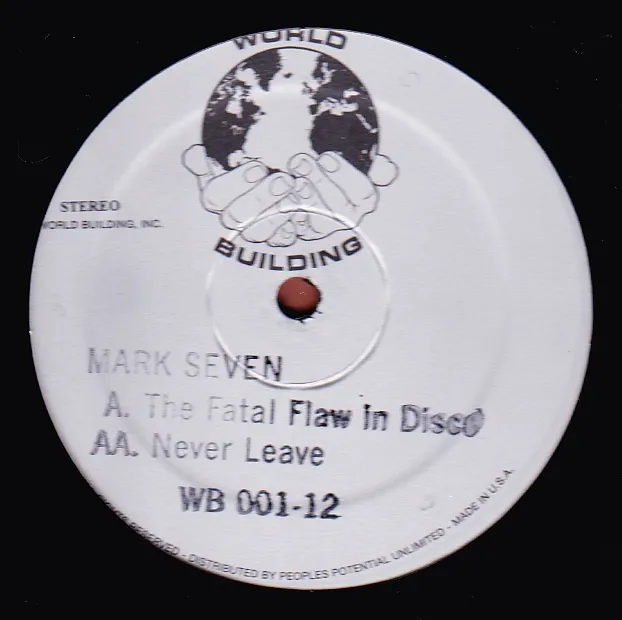 WORLD
BUILDING
STEREO
WORLD BUILDING, INC.
MARK SEVEN
A. The Fatal Flaw in Disco
AA. Never Leave
WB 001-12
RESERVED - DISTRIBUTED BY PEOPLES POTENTIAL UNLIMITED - MADE IN U.S.A.